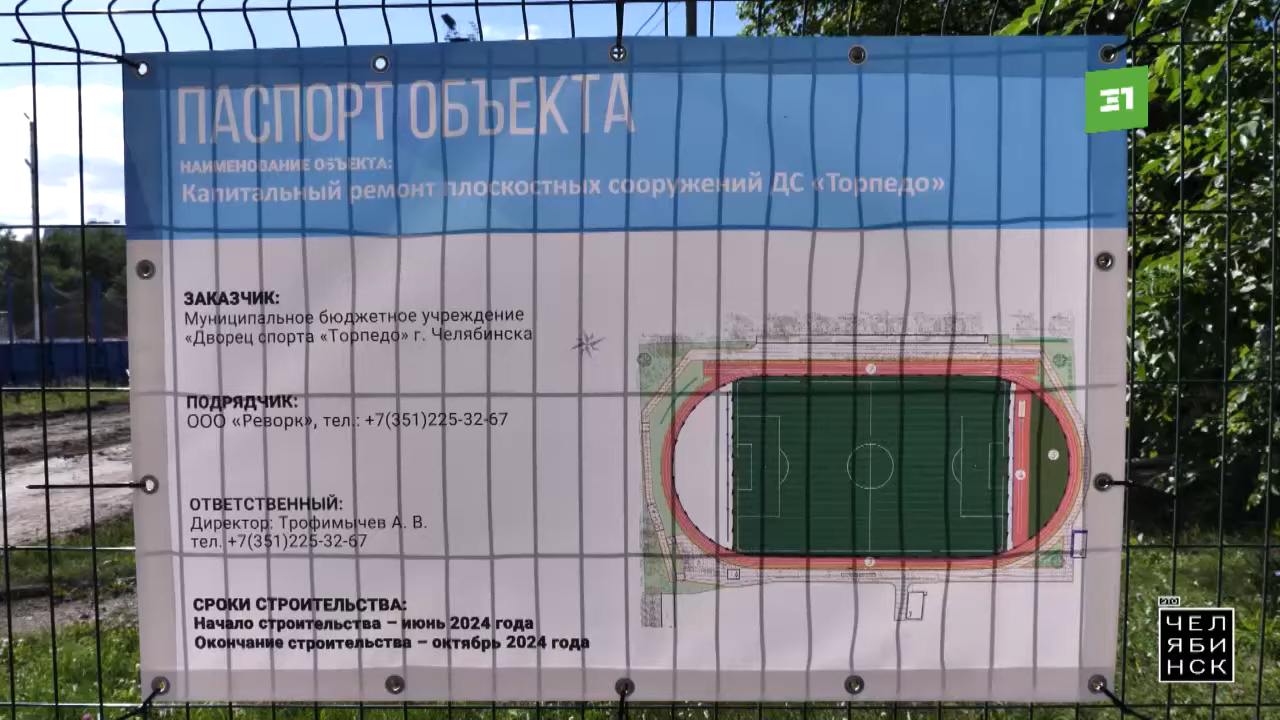 ПАСПОРТ ОБЪЕКТА
НАИМЕНОВАНИЕ ОБЪЕКТА:
Капитальный ремонт плоскостных сооружений ДС «Торпедо»
ЗАКАЗЧИК:
Муниципальное бюджетное учреждение
«Дворец спорта «Торпедо» г. Челябинска
ПОДРЯДЧИК:
ООО «Реворк», тел.: +7(351)225-32-67
ОТВЕТСТВЕННЫЙ:
Директор: Трофимычев А. В.
тел. +7(351)225-32-67
СРОКИ СТРОИТЕЛЬСТВА:
Начало строительства – июнь 2024 года
Окончание строительства – октябрь 2024 года
31
ЭТО
ЧЕЛ
ЯБИ
НСК